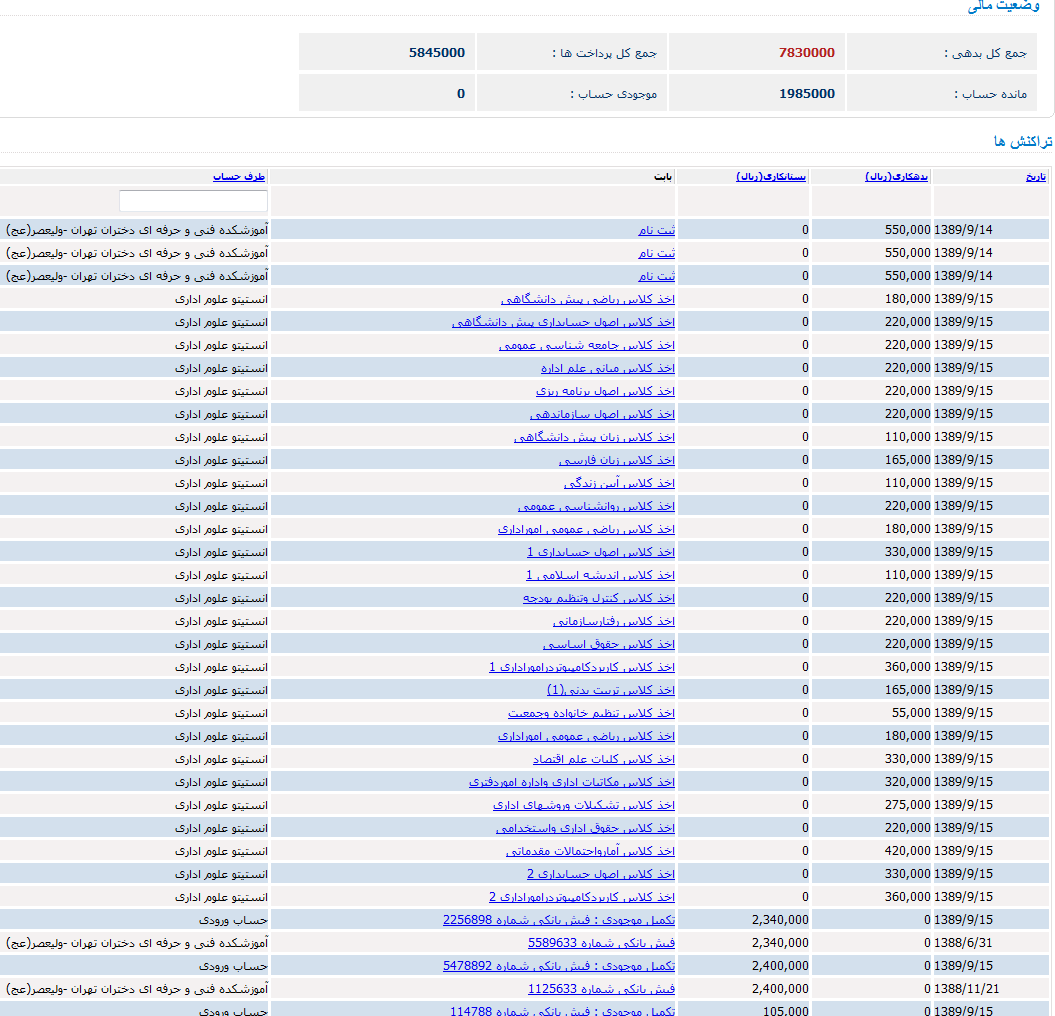 وضعیت مالی
جمع کل بدهی : 7830000 جمع کل پرداخت ها : 5845000
مانده حساب : 1985000 موجودی حساب : 0
تراکنش ها
تاریخ بدهکاری(ریال) بستانکاری(ریال) بابت طرف حساب
1389/9/14 550,000 0 ثبت نام آموزشکده فنی و حرفه ای دختران تهران -ولیعصر(عج)
1389/9/14 550,000 0 ثبت نام آموزشکده فنی و حرفه ای دختران تهران -ولیعصر(عج)
1389/9/14 550,000 0 ثبت نام آموزشکده فنی و حرفه ای دختران تهران -ولیعصر(عج)
1389/9/15 180,000 0 اخذ کلاس ریاضی پیش دانشگاهی انستیتو علوم اداری
1389/9/15 220,000 0 اخذ کلاس اصول حسابداری پیش دانشگاهی انستیتو علوم اداری
1389/9/15 220,000 0 اخذ کلاس جامعه شناسی عمومی انستیتو علوم اداری
1389/9/15 220,000 0 اخذ کلاس مبانی علم اداره انستیتو علوم اداری
1389/9/15 220,000 0 اخذ کلاس اصول برنامه ریزی انستیتو علوم اداری
1389/9/15 220,000 0 اخذ کلاس اصول سازماندهی انستیتو علوم اداری
1389/9/15 110,000 0 اخذ کلاس زبان پیش دانشگاهی انستیتو علوم اداری
1389/9/15 165,000 0 اخذ کلاس زبان فارسی انستیتو علوم اداری
1389/9/15 110,000 0 اخذ کلاس آیین زندگی انستیتو علوم اداری
1389/9/15 220,000 0 اخذ کلاس روانشناسی عمومی انستیتو علوم اداری
1389/9/15 180,000 0 اخذ کلاس ریاضی عمومی اموراداری انستیتو علوم اداری
1389/9/15 330,000 0 اخذ کلاس اصول حسابداری 1 انستیتو علوم اداری
1389/9/15 110,000 0 اخذ کلاس اندیشه اسلامی 1 انستیتو علوم اداری
1389/9/15 220,000 0 اخذ کلاس کنترل وتنظیم بودجه انستیتو علوم اداری
1389/9/15 220,000 0 اخذ کلاس رفتارسازمانی انستیتو علوم اداری
1389/9/15 220,000 0 اخذ کلاس حقوق اساسی انستیتو علوم اداری
1389/9/15 360,000 0 اخذ کلاس کاربردکامپیوتردراموراداری 1 انستیتو علوم اداری
1389/9/15 165,000 0 اخذ کلاس تربیت بدنی(1) انستیتو علوم اداری
1389/9/15 55,000 0 اخذ کلاس تنظیم خانواده وجمعیت انستیتو علوم اداری
1389/9/15 180,000 0 اخذ کلاس ریاضی عمومی اموراداری انستیتو علوم اداری
1389/9/15 330,000 0 اخذ کلاس کلیات علم اقتصاد انستیتو علوم اداری
1389/9/15 320,000 0 اخذ کلاس مکاتبات اداری واداره اموردفتری انستیتو علوم اداری
1389/9/15 275,000 0 اخذ کلاس تشکیلات وروشهای اداری انستیتو علوم اداری
1389/9/15 220,000 0 اخذ کلاس حقوق اداری واستخدامی انستیتو علوم اداری
1389/9/15 420,000 0 اخذ کلاس آمارواحتمالات مقدماتی انستیتو علوم اداری
1389/9/15 330,000 0 اخذ کلاس اصول حسابداری 2 انستیتو علوم اداری
1389/9/15 360,000 0 اخذ کلاس کاربردکامپیوتردراموراداری 2 انستیتو علوم اداری
1389/9/15 0 2,340,000 تکمیل موجودی : فیش بانکی شماره 2256898 حساب ورودی
1388/6/31 0 2,340,000 فیش بانکی شماره 5589633 آموزشکده فنی و حرفه ای دختران تهران -ولیعصر(عج)
1389/9/15 0 2,400,000 تکمیل موجودی : فیش بانکی شماره 5478892 حساب ورودی
1388/11/21 0 2,400,000 فیش بانکی شماره 1125633 آموزشکده فنی و حرفه ای دختران تهران -ولیعصر(عج)
1389/9/15 0 105,000 تکمیل موجودی : فیش بانکی شماره 114788 حساب ورودی